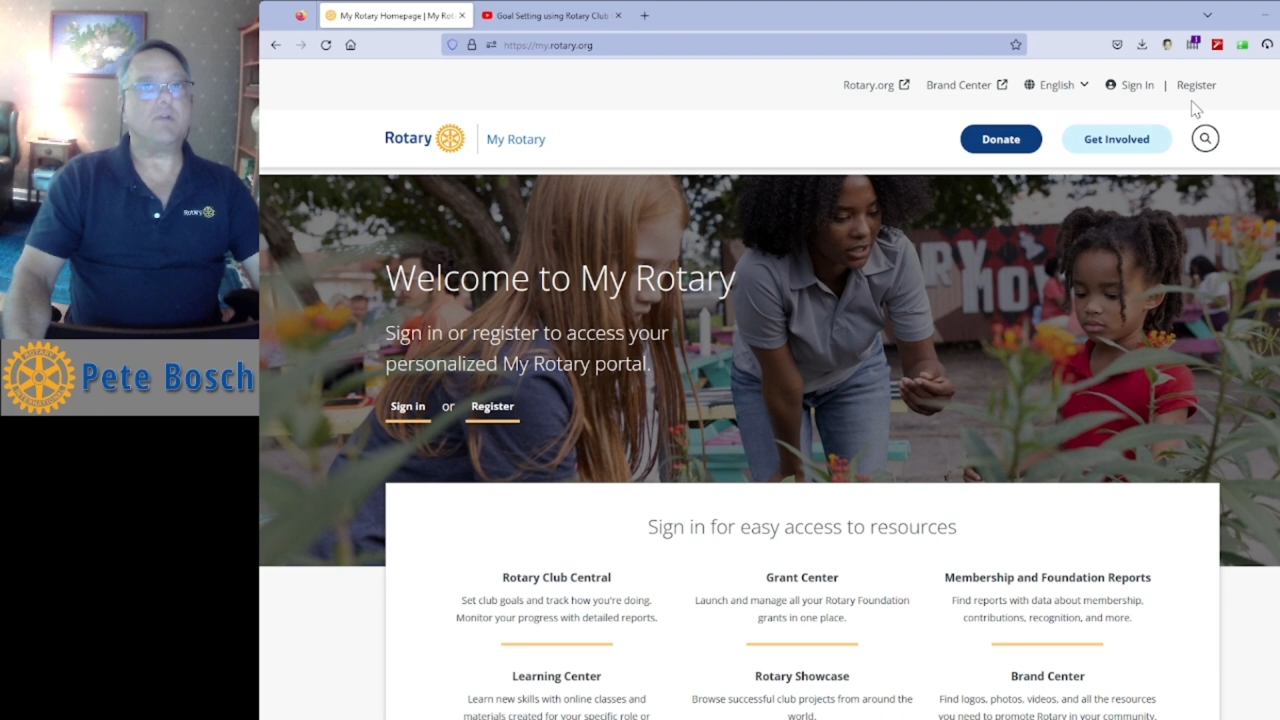 My Rotary Homepage | My Rot
Goal Setting using Rotary Club
https://my.rotary.org
Rotary.org
Brand Center
English
Sign In | Register
Rotary
My Rotary
Donate
Get Involved
Rotary
ROTARY
INTERNATIONAL
Pete Bosch
Welcome to My Rotary
Sign in or register to access your
personalized My Rotary portal.
Sign in or Register
Sign in for easy access to resources
Rotary Club Central
Set club goals and track how you're doing.
Monitor your progress with detailed reports.
Grant Center
Launch and manage all your Rotary Foundation
grants in one place.
Membership and Foundation Reports
Find reports with data about membership,
contributions, recognition, and more.
Learning Center
Learn new skills with online classes and
materials created for your specific role or
Rotary Showcase
Browse successful club projects from around the
world.
Brand Center
Find logos, photos, videos, and all the resources
you need to promote Rotary in your community.